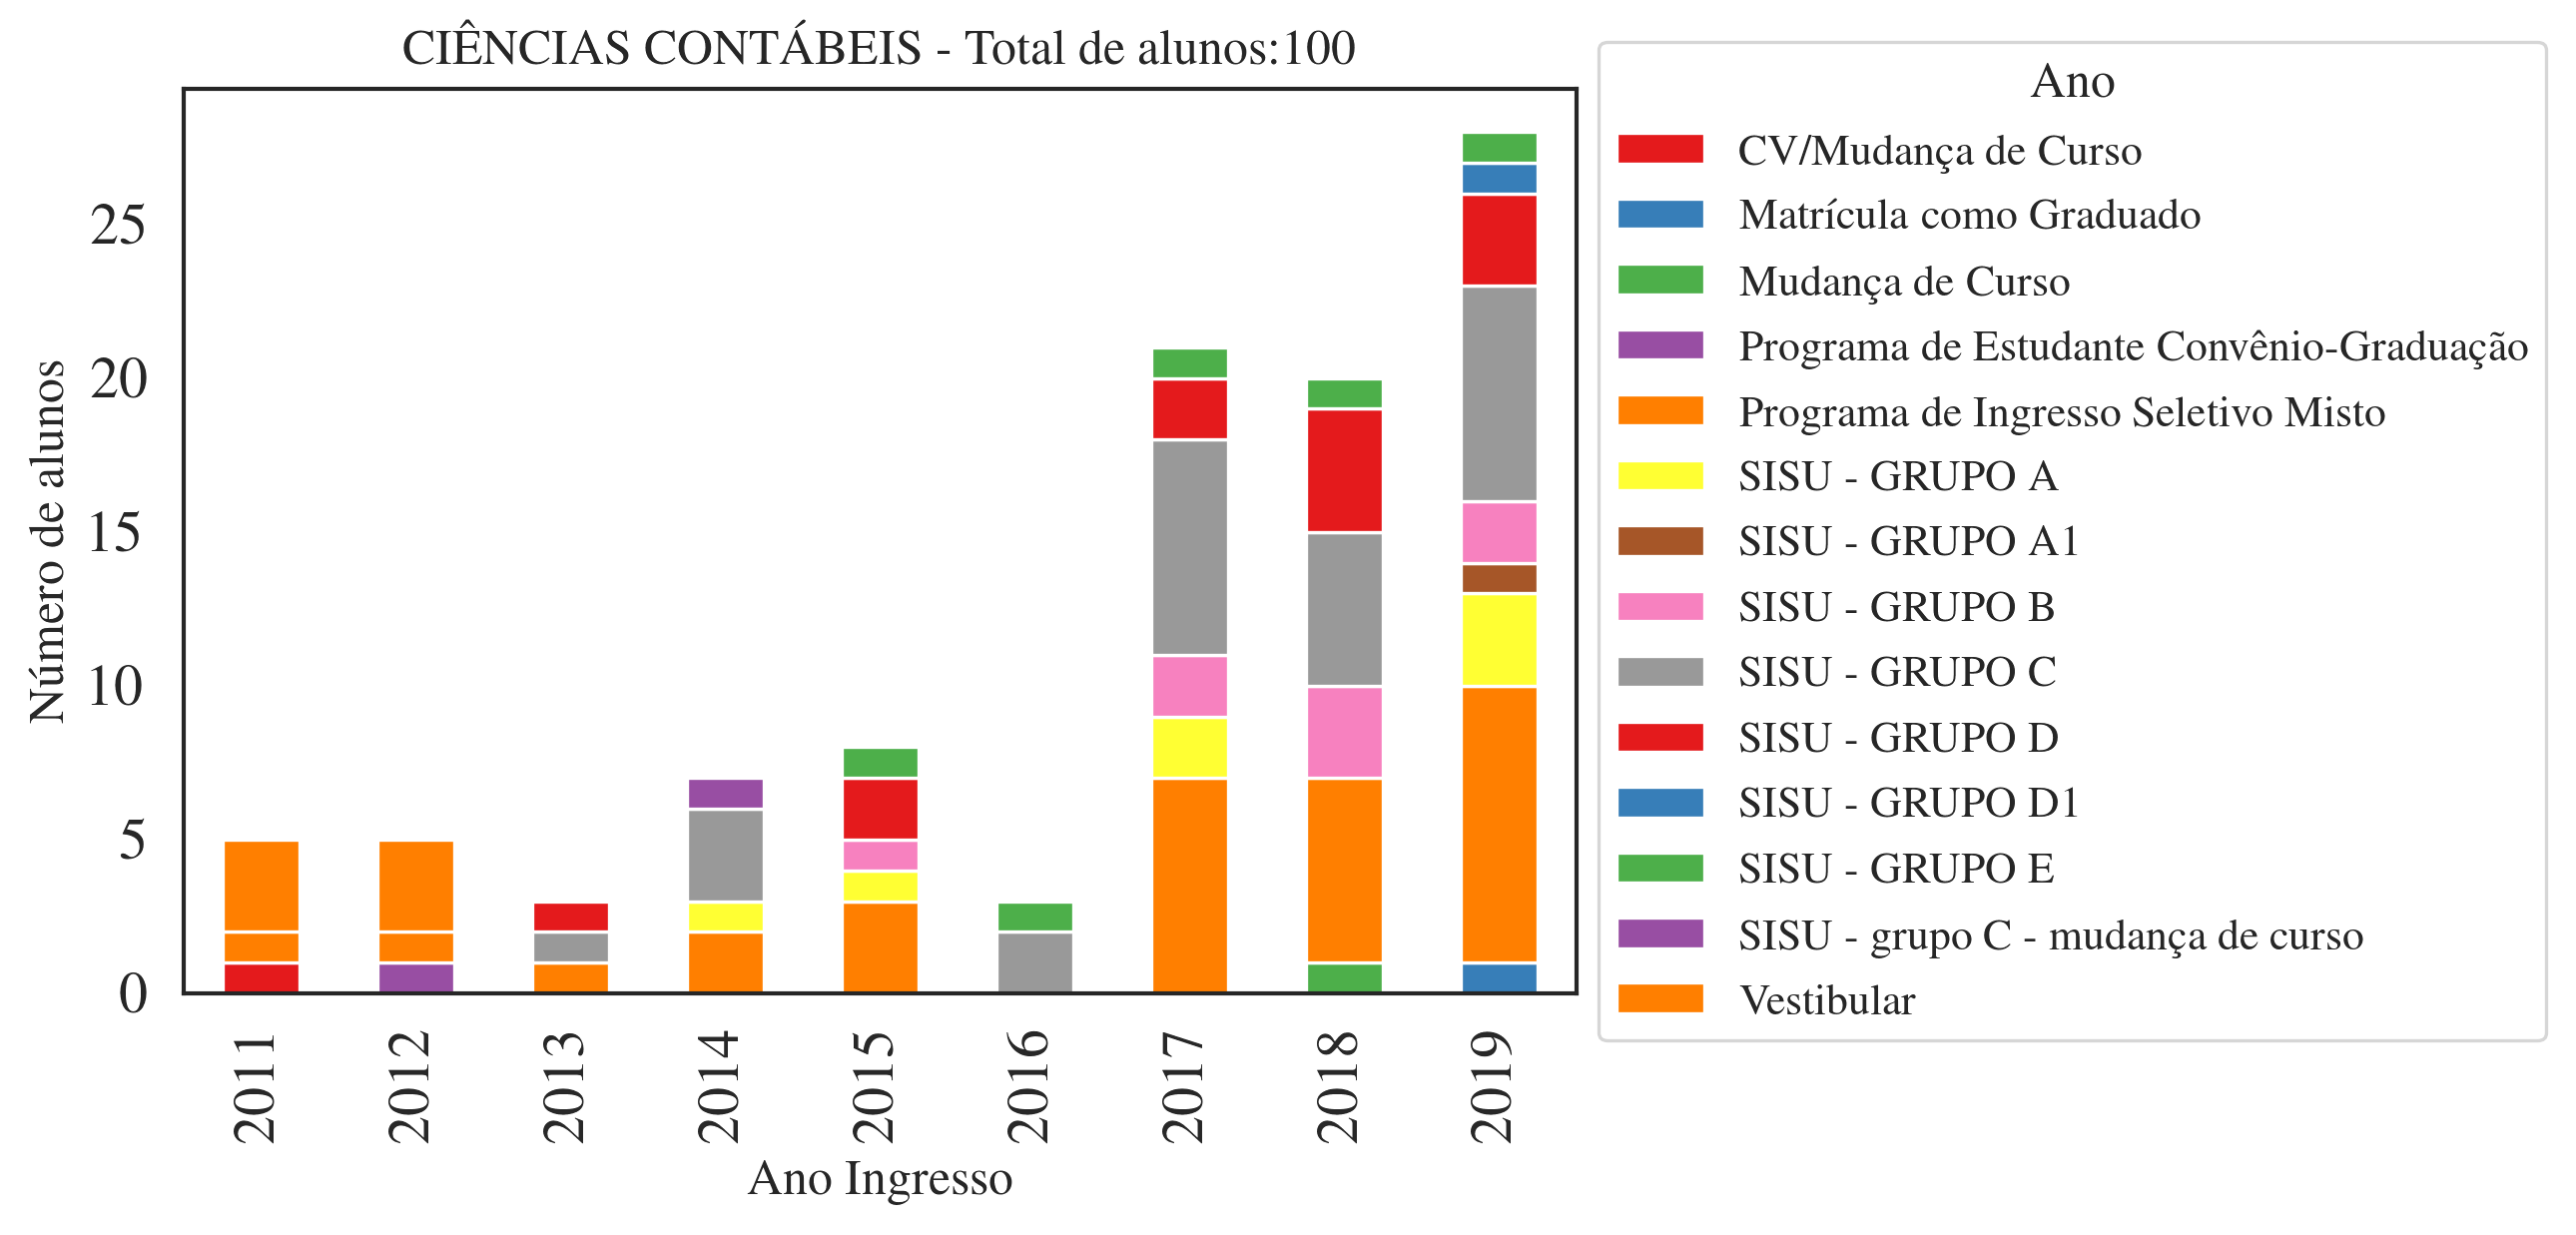 CIÊNCIAS CONTÁBEIS - Total de alunos:100
Número de alunos
25
20
15
10
5
0
2011
2012
2013
2014
2015
2016
2017
2018
2019
Ano Ingresso
Ano
CV/Mudança de Curso
Matrícula como Graduado
Mudança de Curso
Programa de Estudante Convênio-Graduação
Programa de Ingresso Seletivo Misto
SISU - GRUPO A
SISU - GRUPO A1
SISU - GRUPO B
SISU - GRUPO C
SISU - GRUPO D
SISU - GRUPO D1
SISU - GRUPO E
SISU - grupo C - mudança de curso
Vestibular